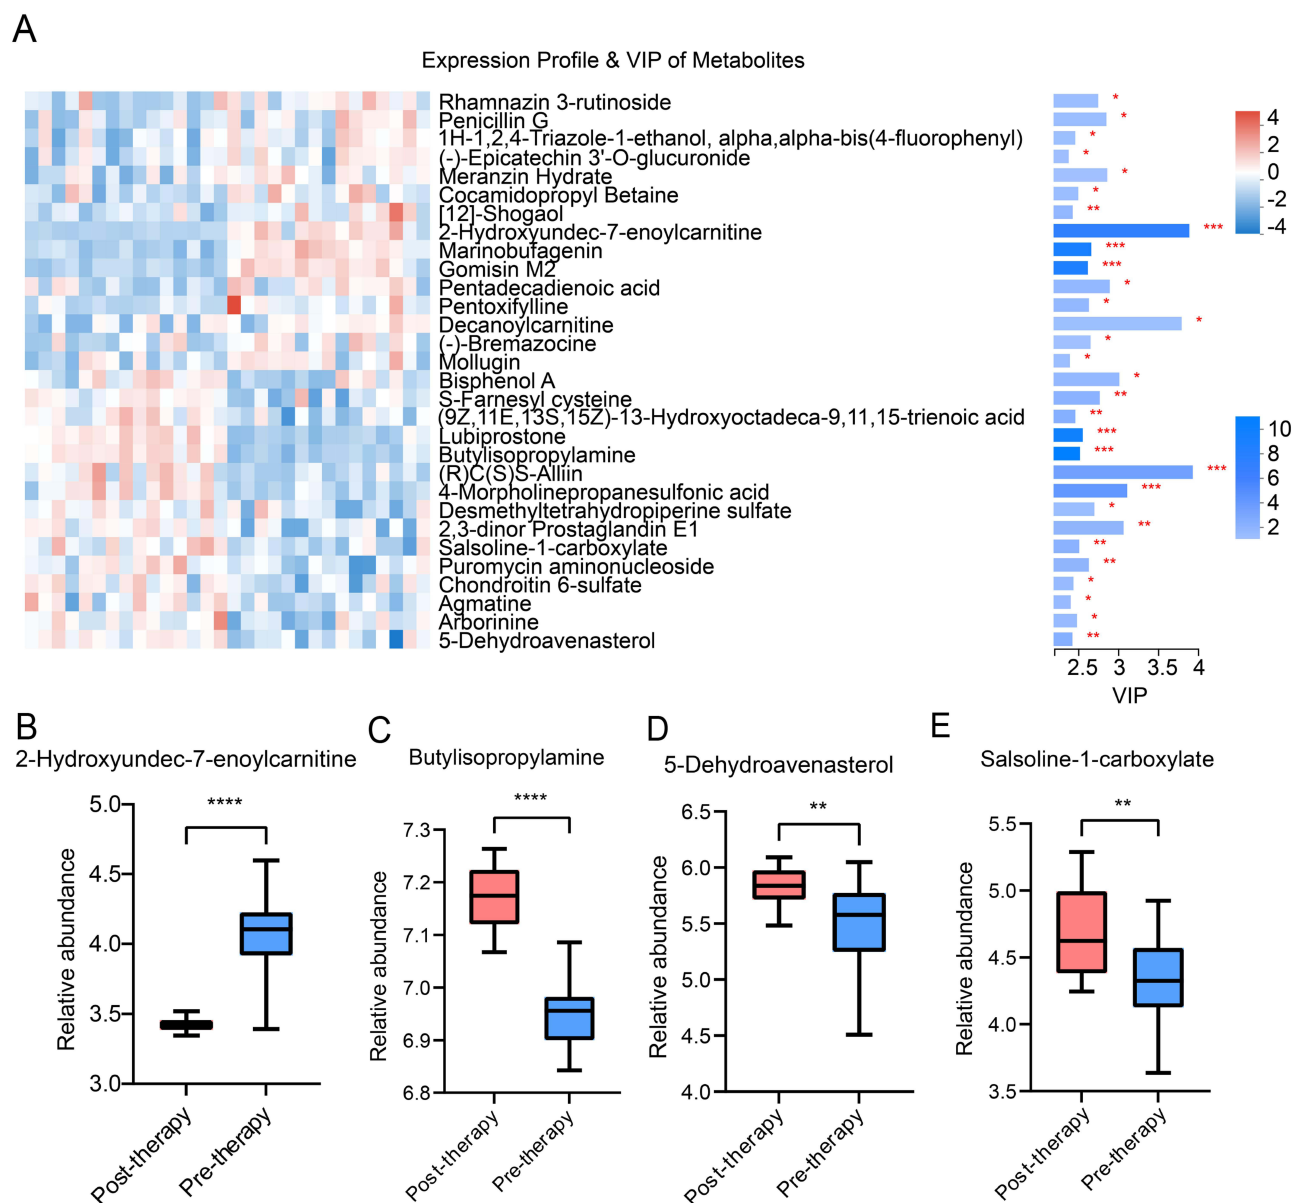 A
Expression Profile & VIP of Metabolites
Rhamnazin 3-rutinoside *
Penicillin G *
1H-1,2,4-Triazole-1-ethanol, alpha,alpha-bis(4-fluorophenyl) *
(-)-Epicatechin 3'-O-glucuronide *
Meranzin Hydrate *
Cocamidopropyl Betaine *
[12]-Shogaol **
2-Hydroxyundec-7-enoylcarnitine ***
Marinobufagenin ***
Gomisin M2 ***
Pentadecadienoic acid *
Pentoxifylline *
Decanoylcarnitine *
(-)-Bremazocine *
Mollugin *
Bisphenol A *
S-Farnesyl cysteine **
(9Z,11E,13S,15Z)-13-Hydroxyoctadeca-9,11,15-trienoic acid **
Lubiprostone ***
Butylisopropylamine ***
(R)C(S)S-Alliin ***
4-Morpholinepropanesulfonic acid ***
Desmethyltetrahydropiperine sulfate *
2,3-dinor Prostaglandin E1 **
Salsoline-1-carboxylate **
Puromycin aminonucleoside **
Chondroitin 6-sulfate *
Agmatine *
Arborinine *
5-Dehydroavenasterol **
2.5 3 3.5 4
VIP
4
2
0
-2
-4
10
8
6
4
2
B
2-Hydroxyundec-7-enoylcarnitine
****
Relative abundance
5.0
4.5
4.0
3.5
3.0
Post-therapy
Pre-therapy
C
Butylisopropylamine
****
Relative abundance
7.3
7.2
7.1
7.0
6.9
6.8
Post-therapy
Pre-therapy
D
5-Dehydroavenasterol
**
Relative abundance
6.5
6.0
5.5
5.0
4.5
4.0
Post-therapy
Pre-therapy
E
Salsoline-1-carboxylate
**
Relative abundance
5.5
5.0
4.5
4.0
3.5
Post-therapy
Pre-therapy